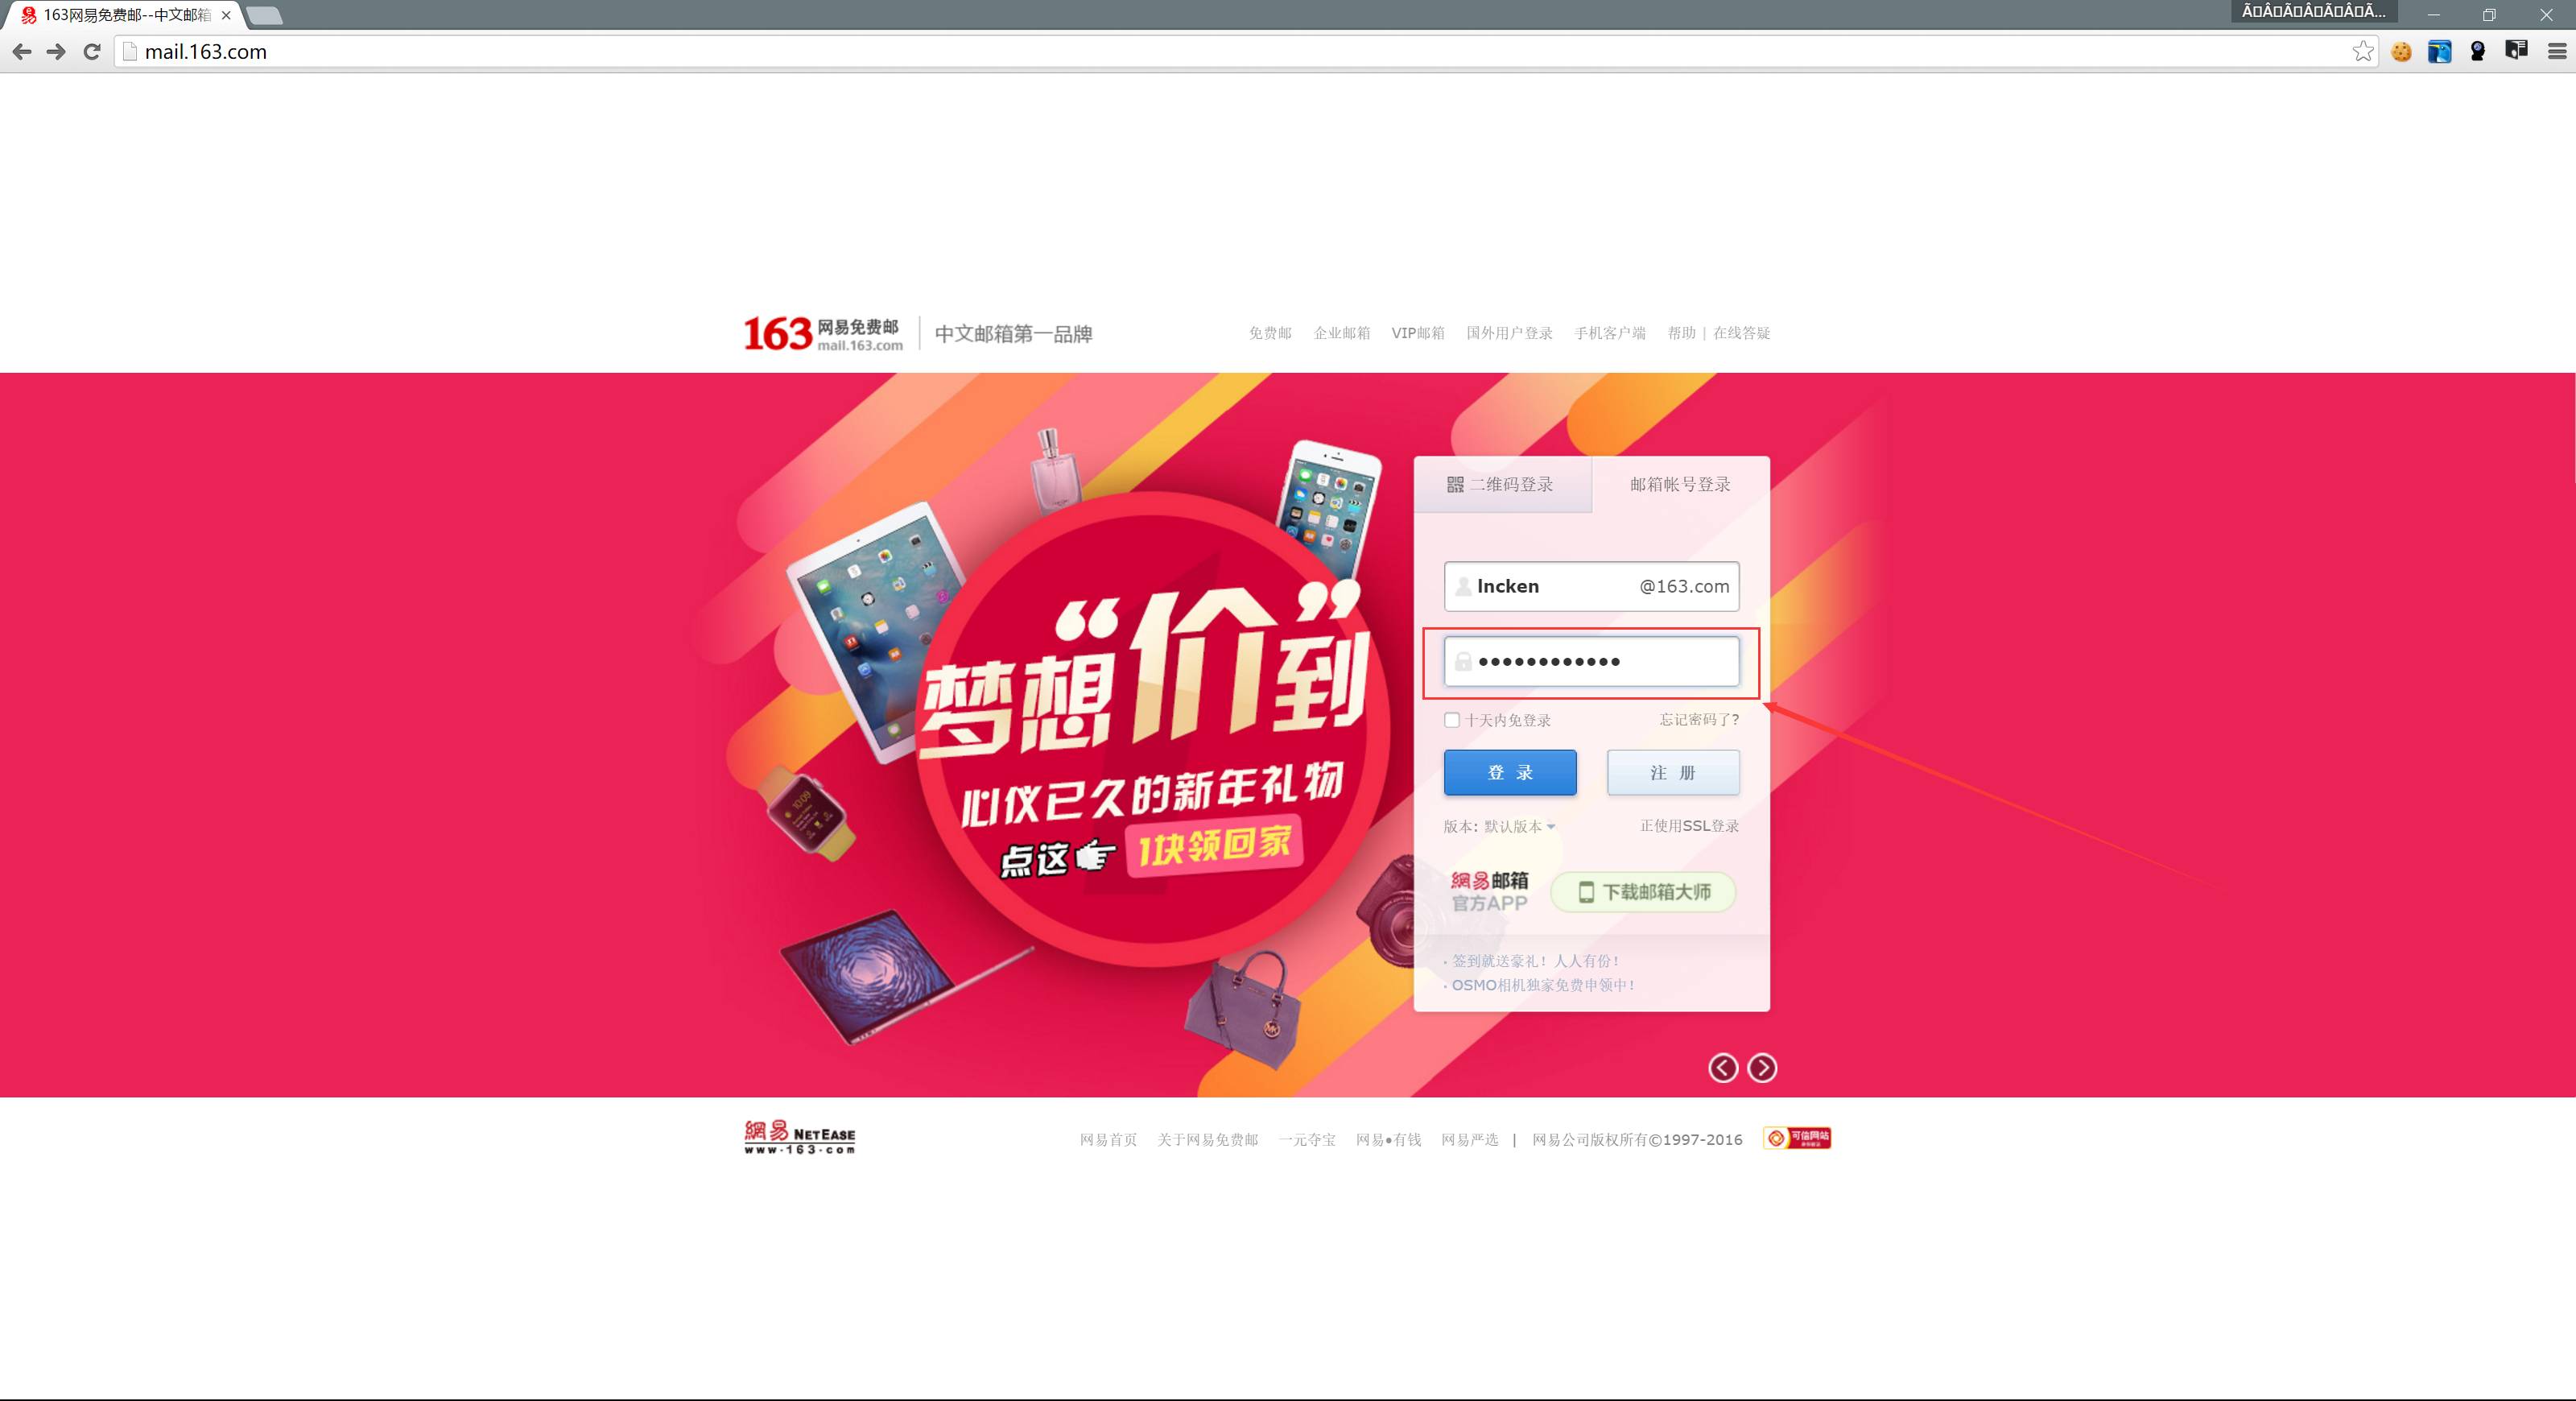 163网易免费邮--中文邮箱
mail.163.com
163 网易免费邮
mail.163.com
中文邮箱第一品牌
免费邮 企业邮箱 VIP邮箱 国外用户登录 手机客户端 帮助 | 在线答疑
“
价
”
梦想
到
心仪已久的新年礼物
点这 1块领回家
10:09
二维码登录 邮箱帐号登录
lncken @163.com
十天内免登录 忘记密码了?
登 录 注 册
版本: 默认版本 正使用SSL登录
網易邮箱
官方APP
下载邮箱大师
· 签到就送豪礼！人人有份！
· OSMO相机独家免费申领中！
網易 NETEASE
www.163.com
网易首页 关于网易免费邮 一元夺宝 网易●有钱 网易严选 | 网易公司版权所有©1997-2016
可信网站